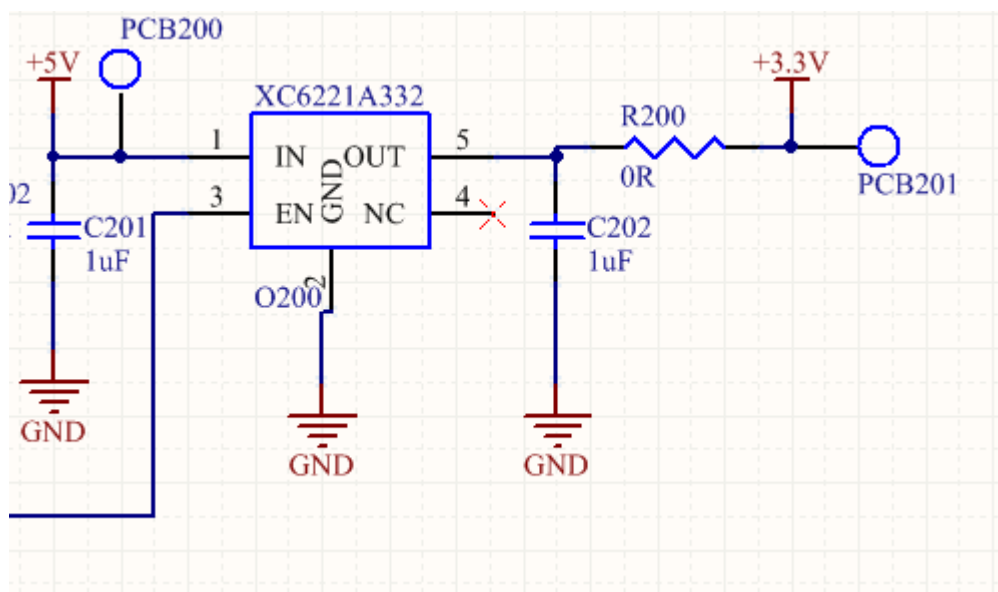 PCB200
+5V
+3.3V
XC6221A332
R200
1
5
IN
OUT
GND
0R
PCB201
02
3
4
EN
NC
C201
1uF
C202
1uF
2
O200
GND
GND
GND